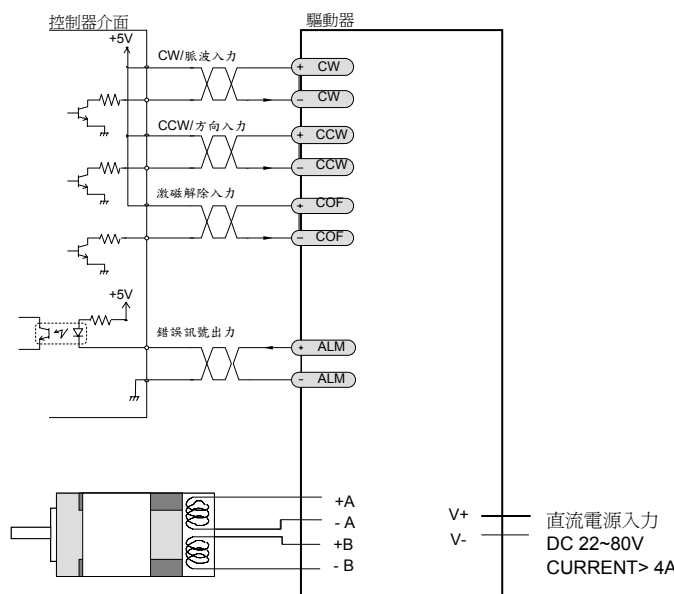 控制器介面
驅動器
+5V
CW/脈波入力
+ CW
− CW
CCW/方向入力
+ CCW
− CCW
激磁解除入力
+ COF
− COF
+5V
錯誤訊號出力
+ ALM
− ALM
+A
- A
+B
- B
V+
V-
直流電源入力
DC 22~80V
CURRENT> 4A